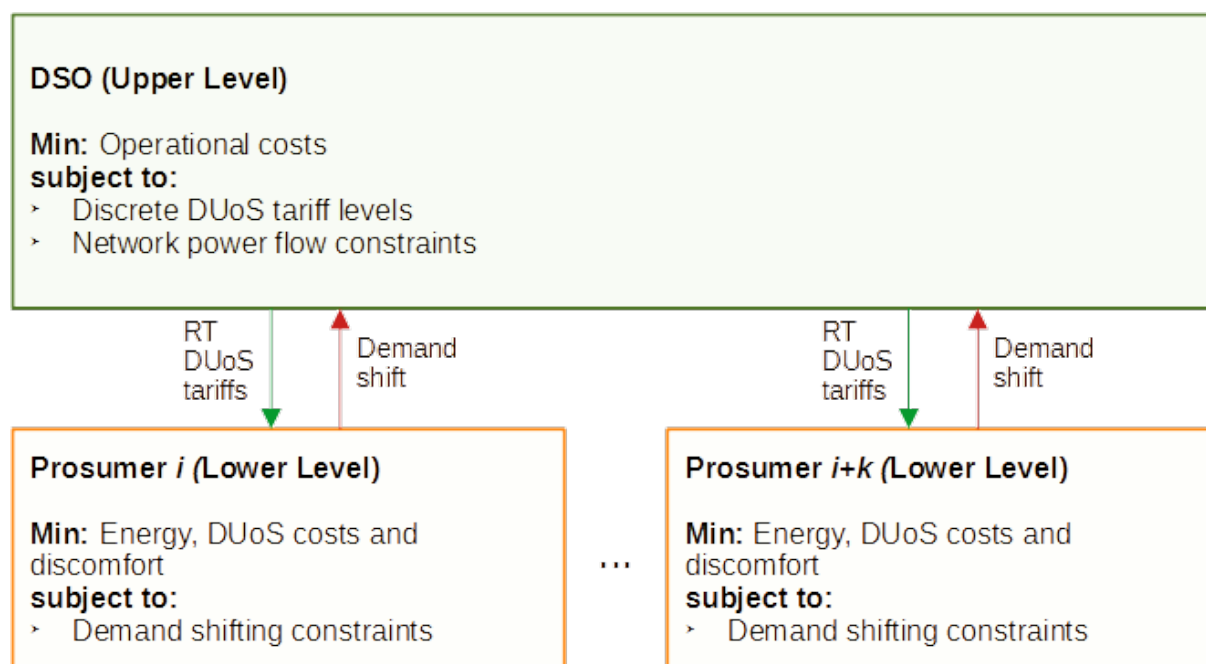 DSO (Upper Level)
Min: Operational costs
subject to:
➢ Discrete DUoS tariff levels
➢ Network power flow constraints
RT
DUoS
tariffs
Demand
shift
RT
DUoS
tariffs
Demand
shift
Prosumer i (Lower Level)
Min: Energy, DUoS costs and
discomfort
subject to:
➢ Demand shifting constraints
...
Prosumer i+k (Lower Level)
Min: Energy, DUoS costs and
discomfort
subject to:
➢ Demand shifting constraints